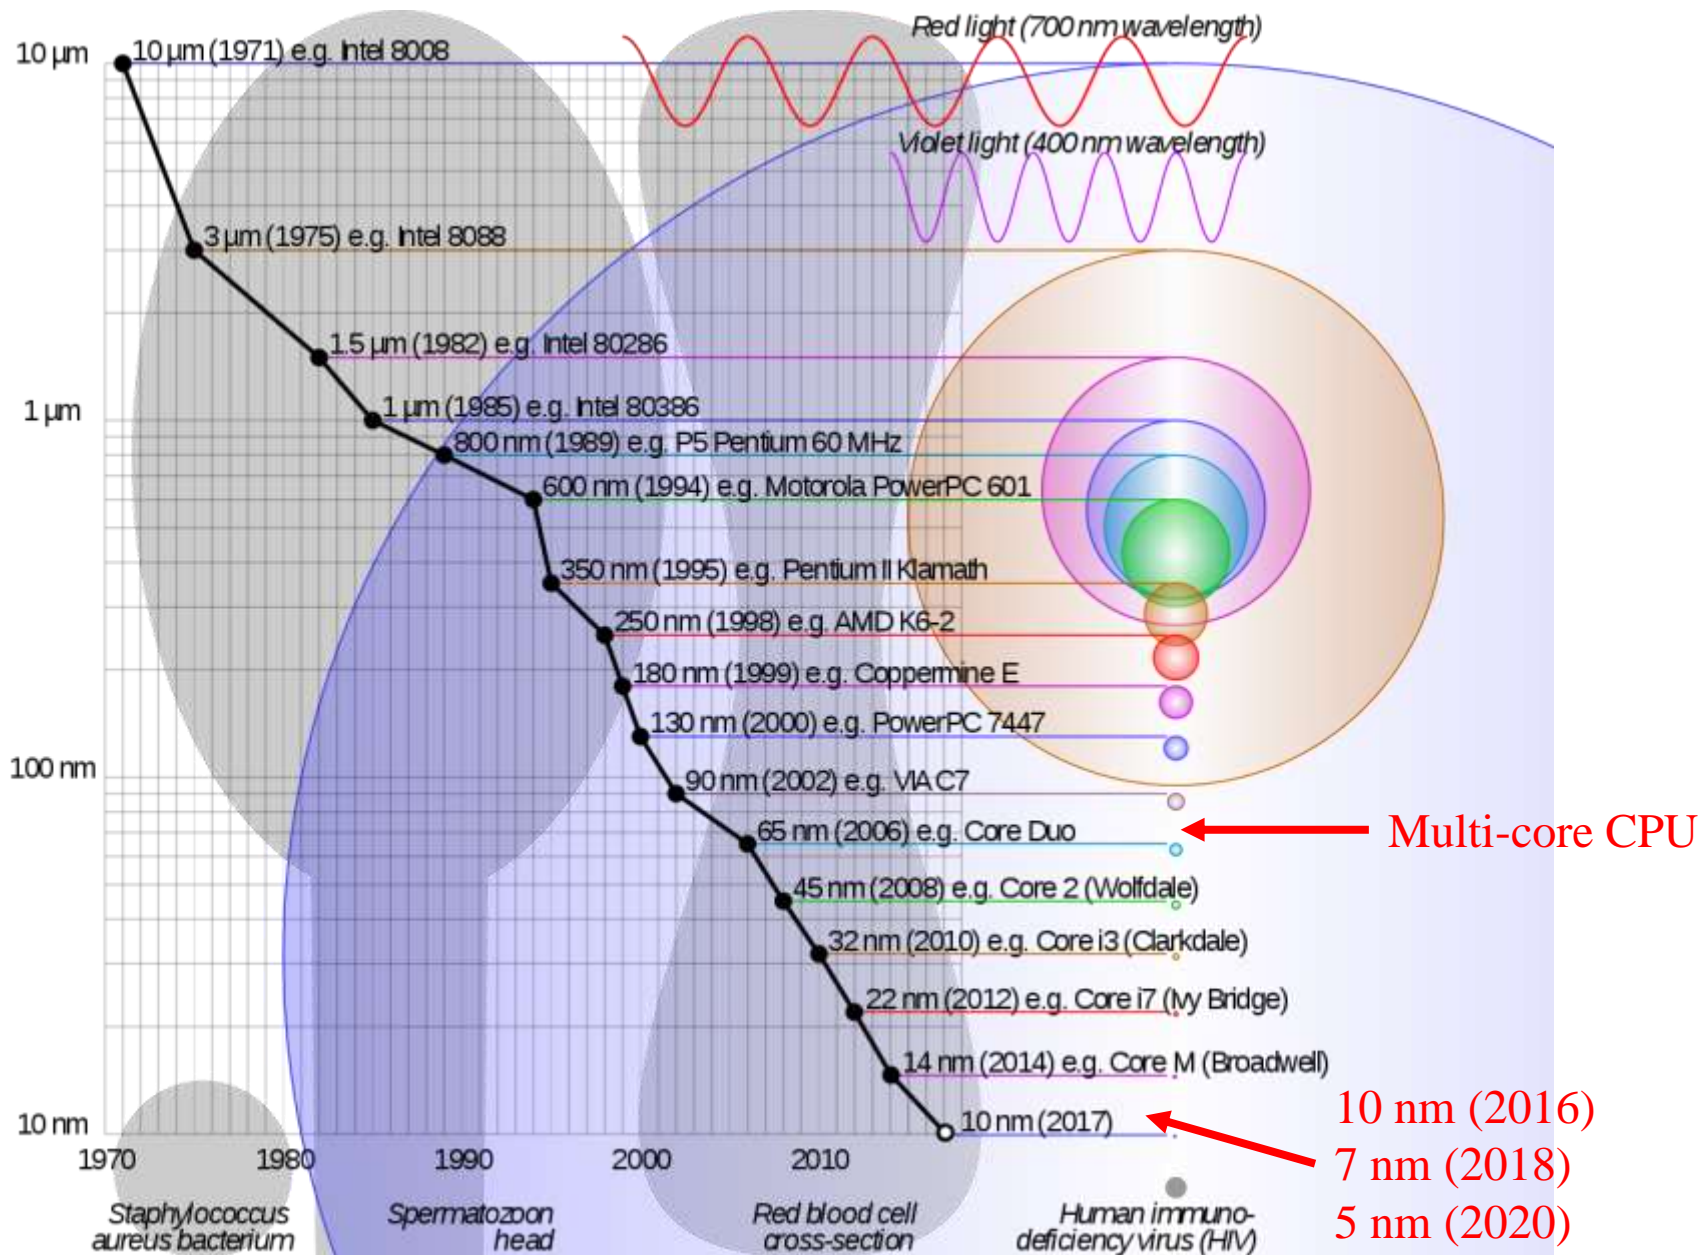 Red light (700 nm wavelength)
10 µm
10 µm (1971) e.g. Intel 8008
Violet light (400 nm wavelength)
3 µm (1975) e.g. Intel 8088
1.5 µm (1982) e.g. Intel 80286
1 µm
1 µm (1985) e.g. Intel 80386
800 nm (1989) e.g. P5 Pentium 60 MHz
600 nm (1994) e.g. Motorola PowerPC 601
350 nm (1995) e.g. Pentium II Klamath
250 nm (1998) e.g. AMD K6-2
180 nm (1999) e.g. Coppermine E
130 nm (2000) e.g. PowerPC 7447
100 nm
90 nm (2002) e.g. VIA C7
65 nm (2006) e.g. Core Duo
Multi-core CPU
45 nm (2008) e.g. Core 2 (Wolfdale)
32 nm (2010) e.g. Core i3 (Clarkdale)
22 nm (2012) e.g. Core i7 (Ivy Bridge)
14 nm (2014) e.g. Core M (Broadwell)
10 nm
10 nm (2017)
10 nm (2016)
7 nm (2018)
5 nm (2020)
1970 1980 1990 2000 2010
Staphylococcus
aureus bacterium
Spermatozoon
head
Red blood cell
cross-section
Human immuno-
deficiency virus (HIV)